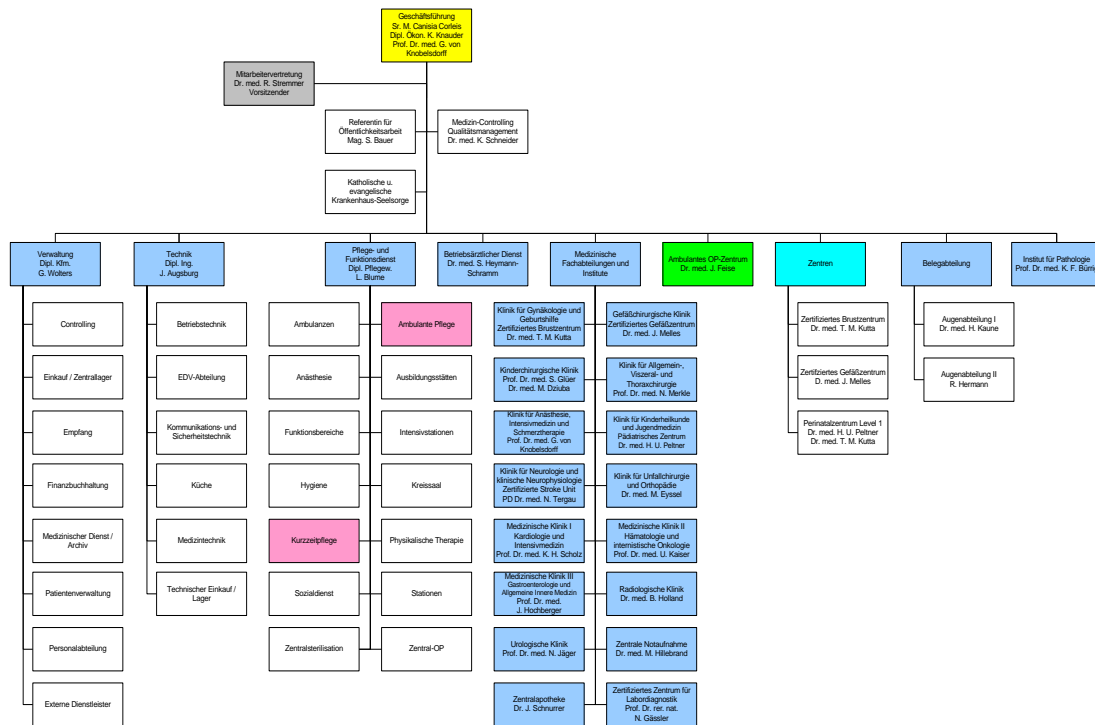 Geschäftsführung
Sr. M. Canisia Corleis
Dipl. Ökon. K. Knauder
Prof. Dr. med. G. von
Knobelsdorff
Mitarbeitervertretung
Dr. med. R. Stremmer
Vorsitzender
Referentin für
Öffentlichkeitsarbeit
Mag. S. Bauer
Medizin-Controlling
Qualitätsmanagement
Dr. med. K. Schneider
Katholische u.
evangelische
Krankenhaus-Seelsorge
Verwaltung
Dipl. Kfm.
G. Wolters
Technik
Dipl. Ing.
J. Augsburg
Pflege- und
Funktionsdienst
Dipl. Pflegew.
L. Blume
Betriebsärztlicher Dienst
Dr. med. S. Heymann-
Schramm
Medizinische
Fachabteilungen und
Institute
Ambulantes OP-Zentrum
Dr. med. J. Feise
Zentren
Belegabteilung
Institut für Pathologie
Prof. Dr. med. K. F. Bürrig
Controlling
Einkauf / Zentrallager
Empfang
Finanzbuchhaltung
Medizinischer Dienst /
Archiv
Patientenverwaltung
Personalabteilung
Externe Dienstleister
Betriebstechnik
EDV-Abteilung
Kommunikations- und
Sicherheitstechnik
Küche
Medizintechnik
Technischer Einkauf /
Lager
Ambulanzen
Ambulante Pflege
Anästhesie
Ausbildungsstätten
Funktionsbereiche
Intensivstationen
Hygiene
Kreissaal
Kurzzeitpflege
Physikalische Therapie
Sozialdienst
Stationen
Zentralsterilisation
Zentral-OP
Klinik für Gynäkologie und
Geburtshilfe
Zertifiziertes Brustzentrum
Dr. med. T. M. Kutta
Gefäßchirurgische Klinik
Zertifiziertes Gefäßzentrum
Dr. med. J. Melles
Kinderchirurgische Klinik
Prof. Dr. med. S. Glüer
Dr. med. M. Dziuba
Klinik für Allgemein-,
Viszeral- und
Thoraxchirurgie
Prof. Dr. med. N. Merkle
Klinik für Anästhesie,
Intensivmedizin und
Schmerztherapie
Prof. Dr. med. G. von
Knobelsdorff
Klinik für Kinderheilkunde
und Jugendmedizin
Pädiatrisches Zentrum
Dr. med. H. U. Peltner
Klinik für Neurologie und
klinische Neurophysiologie
Zertifizierte Stroke Unit
PD Dr. med. N. Tergau
Klinik für Unfallchirurgie
und Orthopädie
Dr. med. M. Eyssel
Medizinische Klinik I
Kardiologie und
Intensivmedizin
Prof. Dr. med. K. H. Scholz
Medizinische Klinik II
Hämatologie und
internistische Onkologie
Prof. Dr. med. U. Kaiser
Medizinische Klinik III
Gastroenterologie und
Allgemeine Innere Medizin
Prof. Dr. med.
J. Hochberger
Radiologische Klinik
Dr. med. B. Holland
Urologische Klinik
Prof. Dr. med. N. Jäger
Zentrale Notaufnahme
Dr. med. M. Hillebrand
Zentralapotheke
Dr. J. Schnurrer
Zertifiziertes Zentrum für
Labordiagnostik
Prof. Dr. rer. nat.
N. Gässler
Zertifiziertes Brustzentrum
Dr. med. T. M. Kutta
Zertifziertes Gefäßzentrum
D. med. J. Melles
Perinatalzentrum Level 1
Dr. med. H. U. Peltner
Dr. med. T. M. Kutta
Augenabteilung I
Dr. med. H. Kaune
Augenabteilung II
R. Hermann